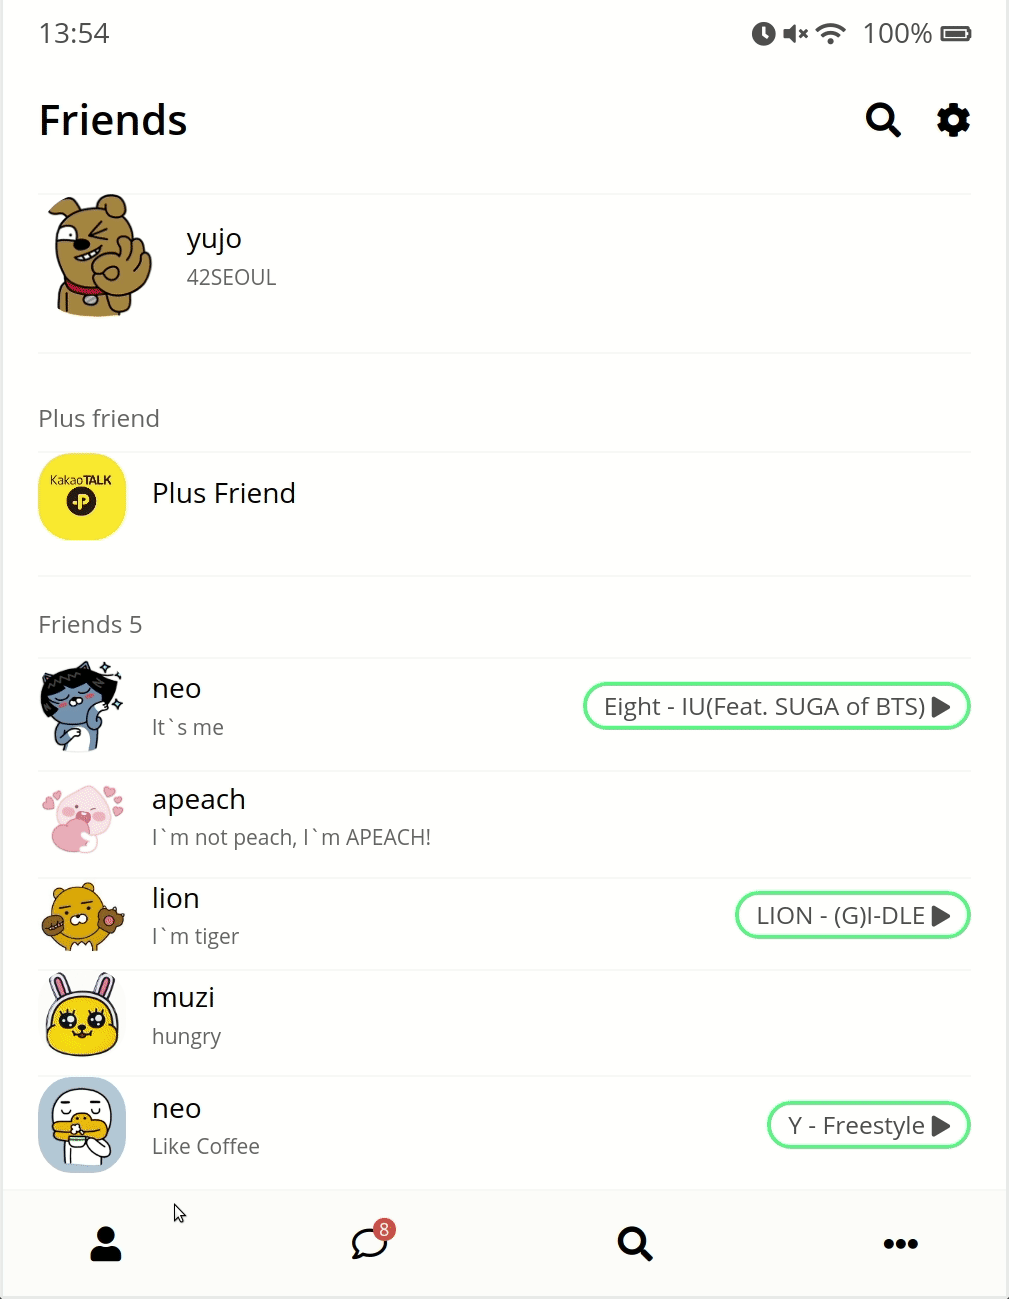 13:54
100%
Friends
yujo
42SEOUL
Plus friend
KakaoTALK
P
Plus Friend
Friends 5
neo
It`s me
Eight - IU(Feat. SUGA of BTS)
apeach
I`m not peach, I`m APEACH!
lion
I`m tiger
LION - (G)I-DLE
muzi
hungry
neo
Like Coffee
Y - Freestyle
8